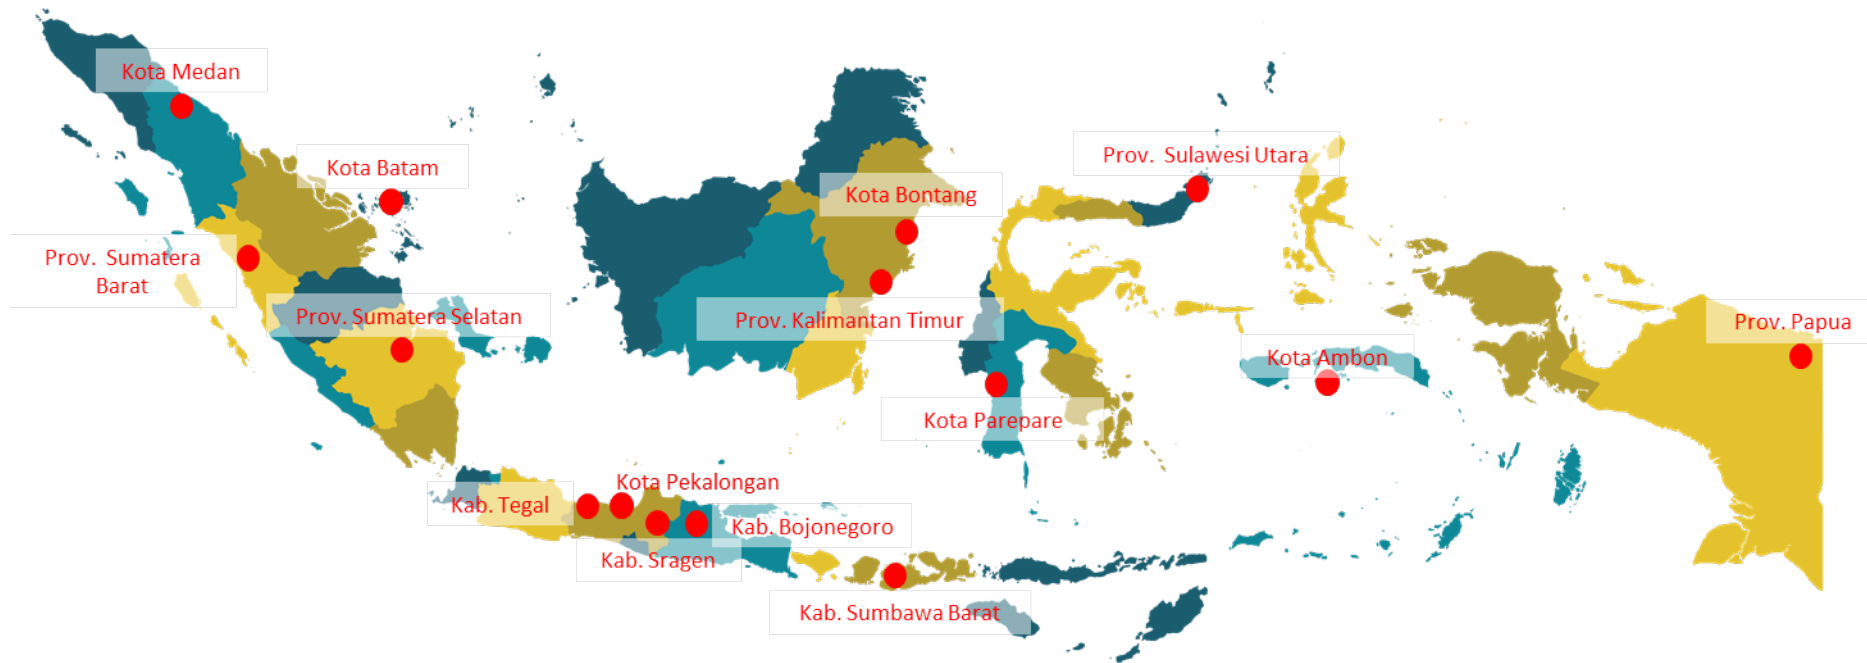 Kota Medan
Kota Batam
Prov.  Sulawesi Utara
Kota Bontang
Prov.  Sumatera
Barat
Prov. Sumatera Selatan
Prov. Kalimantan Timur
Prov. Papua
Kota Ambon
Kota Parepare
Kota Pekalongan
Kab. Tegal
Kab. Bojonegoro
Kab. Sragen
Kab. Sumbawa Barat